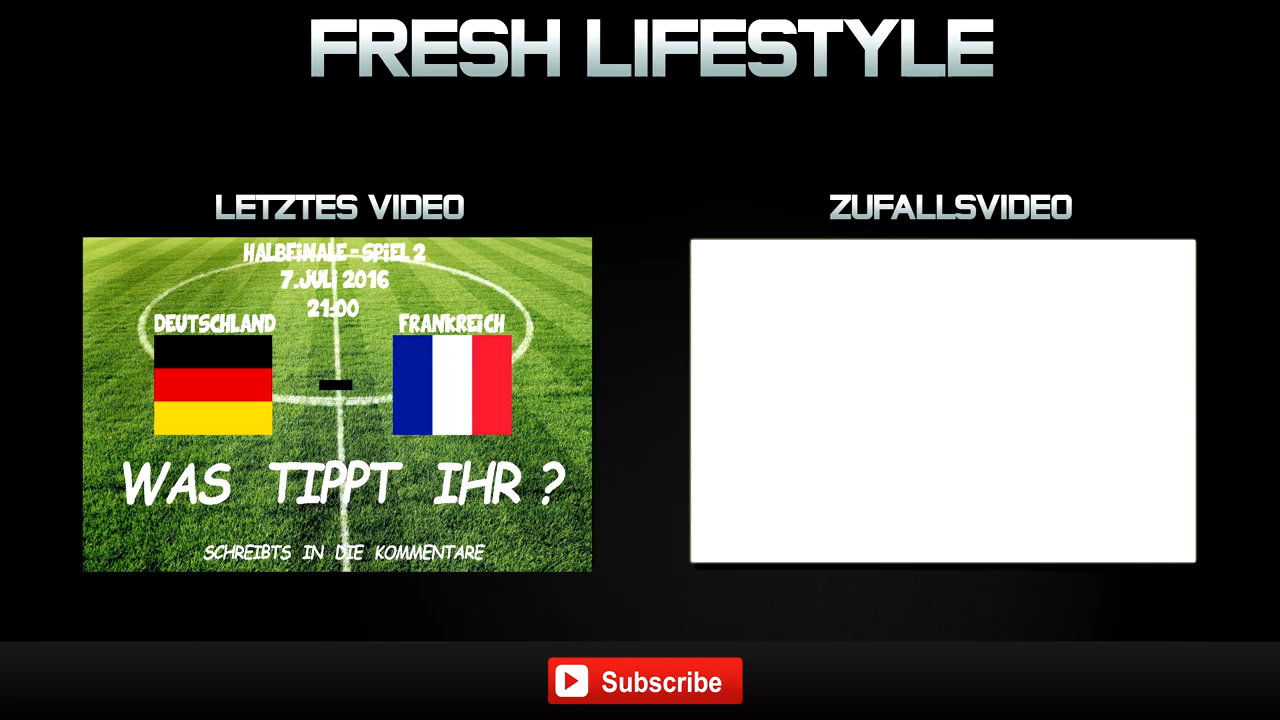 FRESH LIFESTYLE
LETZTES VIDEO
ZUFALLSVIDEO
HALBFINALE - SPIEL 2
7.JULI 2016
21:00
DEUTSCHLAND
FRANKREICH
-
WAS TIPPT IHR ?
SCHREIBTS IN DIE KOMMENTARE
Subscribe